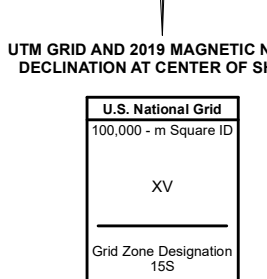 UTM GRID AND 2019 MAGNETIC
DECLINATION AT CENTER OF
U.S. National Grid
100,000 - m Square ID
XV
Grid Zone Designation
15S